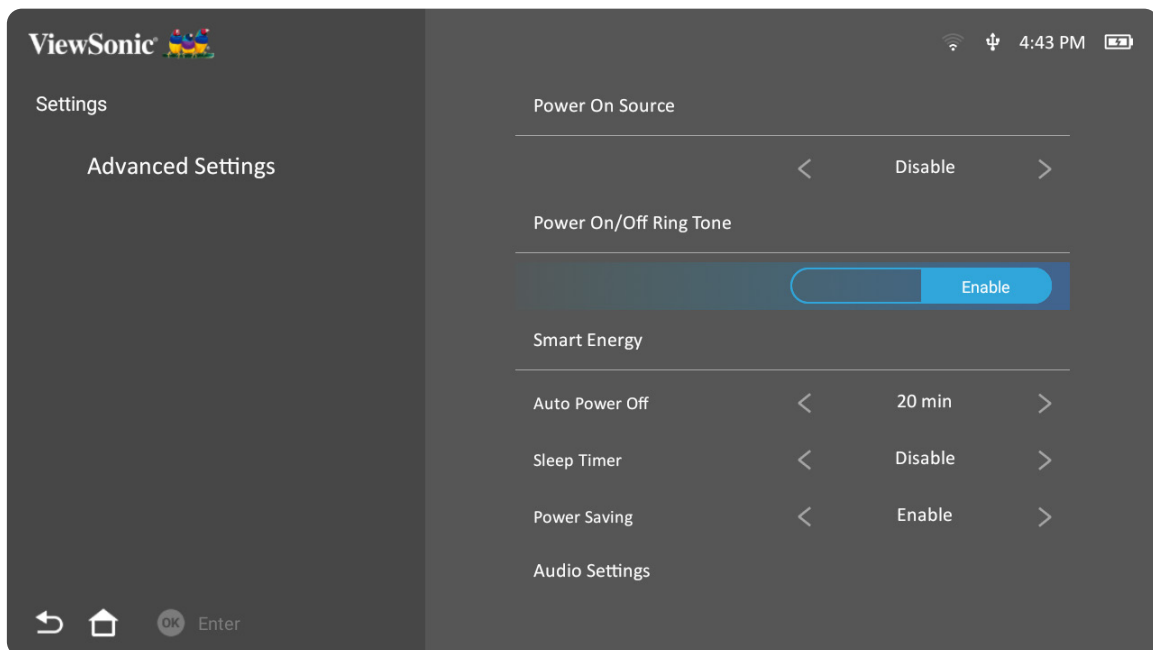 ViewSonic
4:43 PM
Settings
Advanced Settings
Power On Source
Disable
Power On/Off Ring Tone
Enable
Smart Energy
Auto Power Off
20 min
Sleep Timer
Disable
Power Saving
Enable
Audio Settings
OK Enter